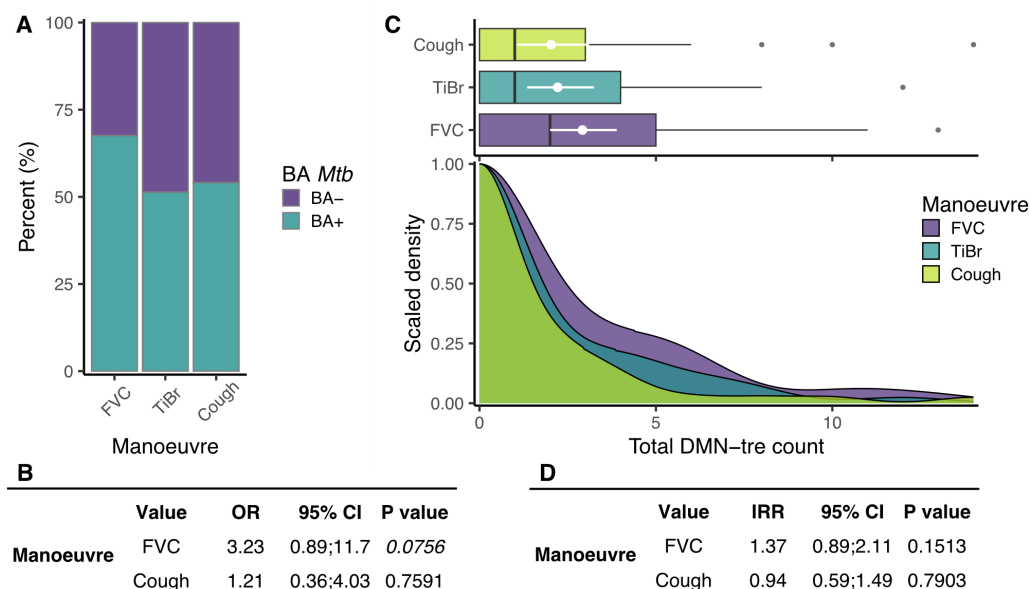 A
Percent (%)
100
75
50
25
0
FVC
TiBr
Cough
Manoeuvre
BA Mtb
BA−
BA+
C
Cough
TiBr
FVC
Scaled density
1.00
0.75
0.50
0.25
0.00
0 5 10
Total DMN−tre count
Manoeuvre
FVC
TiBr
Cough
B
Value OR 95% CI P value
Manoeuvre FVC 3.23 0.89;11.7 0.0756
Cough 1.21 0.36;4.03 0.7591
D
Value IRR 95% CI P value
Manoeuvre FVC 1.37 0.89;2.11 0.1513
Cough 0.94 0.59;1.49 0.7903